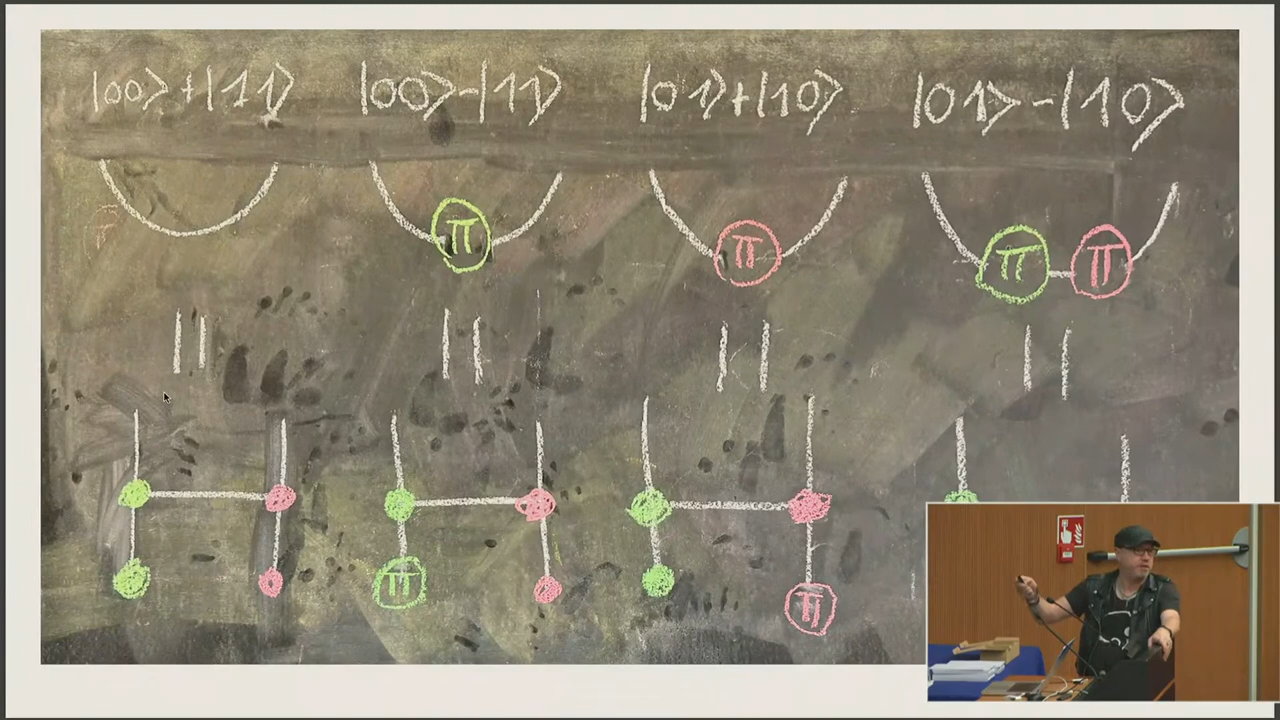 |00⟩+|11⟩ |00⟩-|11⟩ |01⟩+|10⟩ |01⟩-|10⟩
π π π π
= = = =
π π